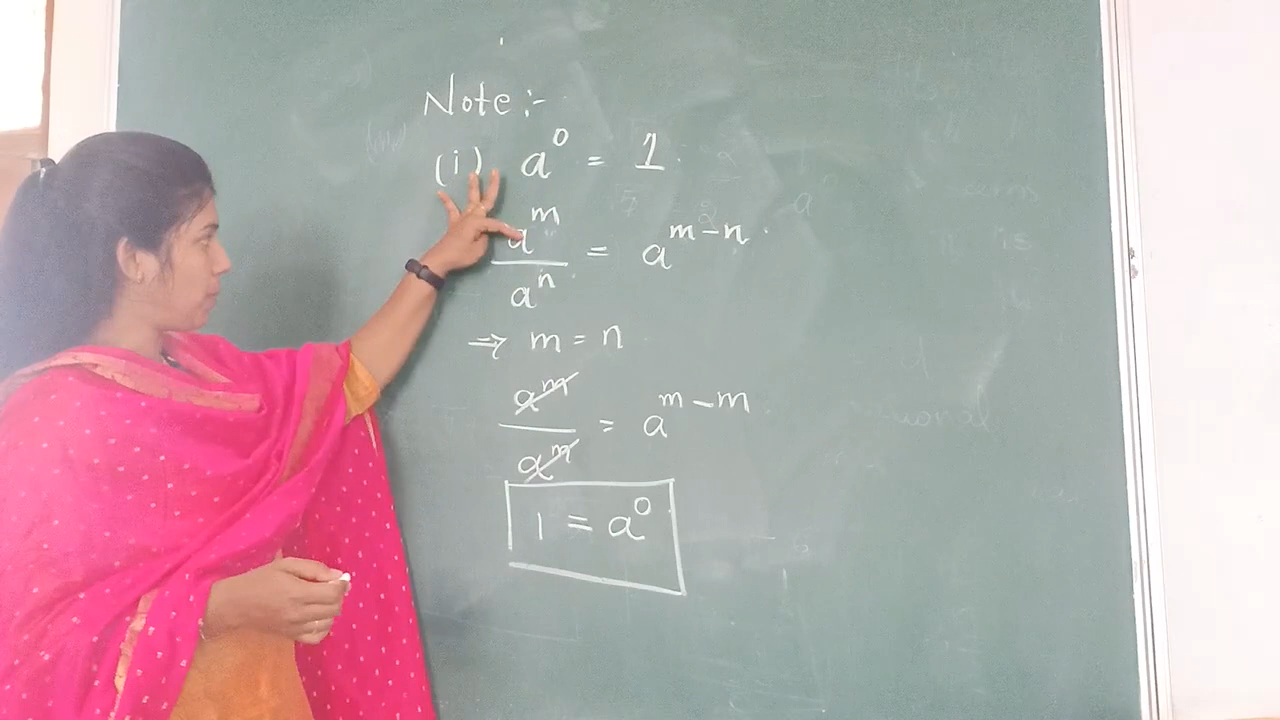 Note :-
(i) a⁰ = 1
aᵐ/aⁿ = aᵐ⁻ⁿ
⇒ m = n
aᵐ/aᵐ = aᵐ⁻ᵐ
1 = a⁰